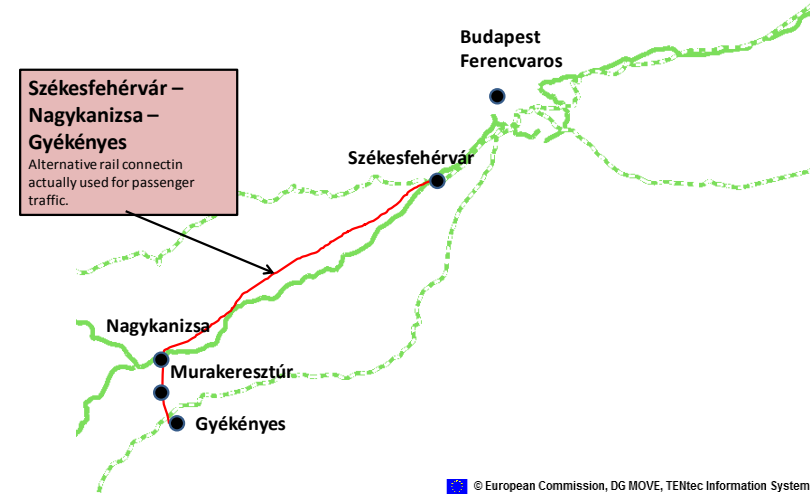 Budapest
Ferencvaros
Székesfehérvár –
Nagykanizsa –
Gyékényes
Alternative rail connectin
actually used for passenger
traffic.
Székesfehérvár
Nagykanizsa
Murakeresztúr
Gyékényes
© European Commission, DG MOVE, TENtec Information System